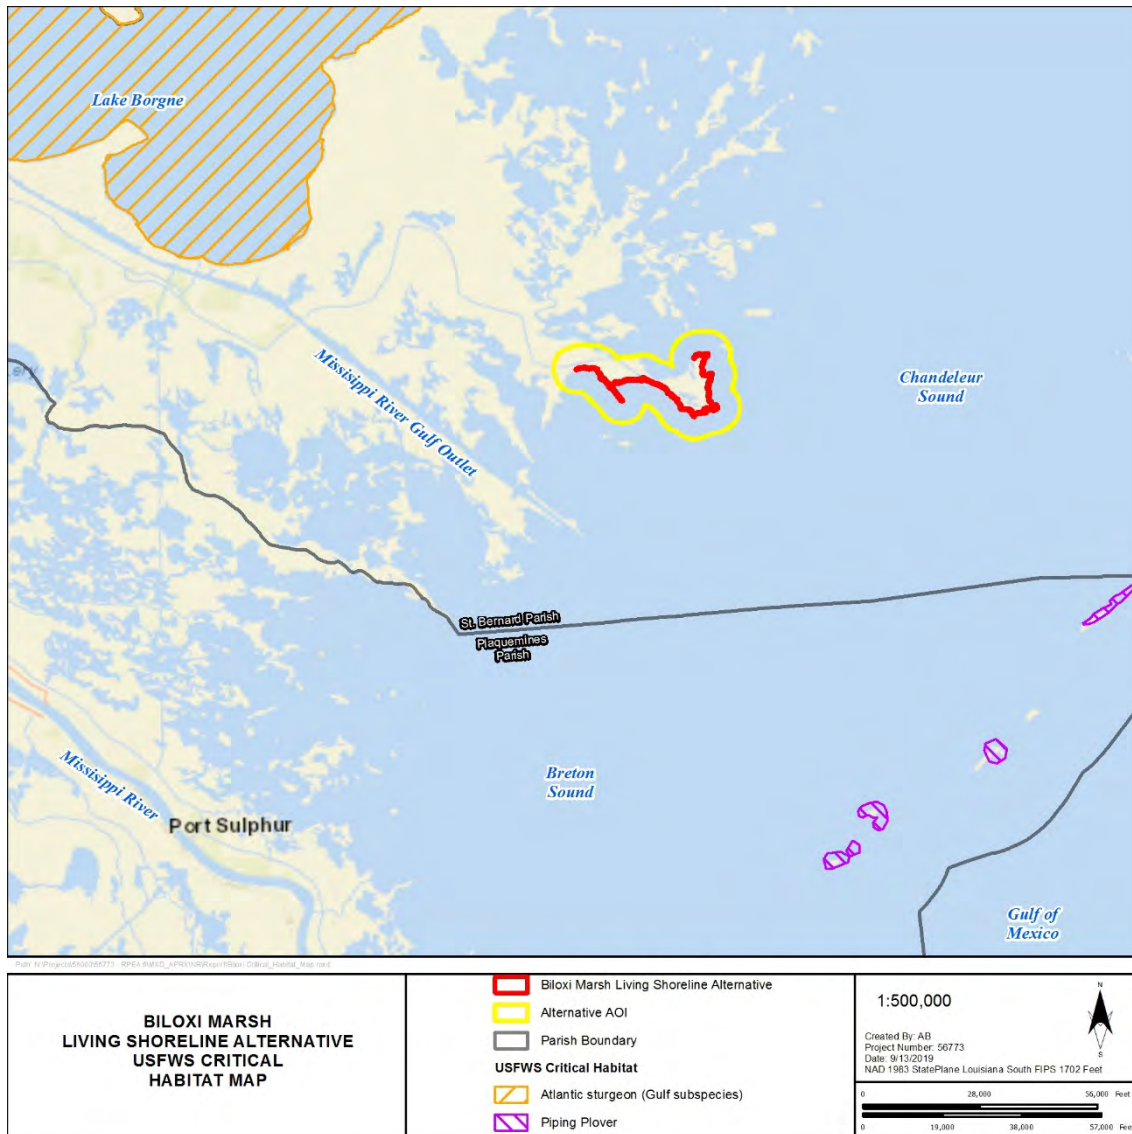 Lake Borgne
Mississippi River Gulf Outlet
Chandeleur
Sound
St. Bernard Parish
Plaquemines
Parish
Breton
Sound
Mississippi River
Port Sulphur
Gulf of
Mexico
BILOXI MARSH
LIVING SHORELINE ALTERNATIVE
USFWS CRITICAL
HABITAT MAP
Biloxi Marsh Living Shoreline Alternative
Alternative AOI
Parish Boundary
USFWS Critical Habitat
Atlantic sturgeon (Gulf subspecies)
Piping Plover
1:500,000
Created By: AB
Project Number: 56773
Date: 9/13/2019
NAD 1983 StatePlane Louisiana South FIPS 1702 Feet
N
S
0 28,000 56,000 Feet
0 19,000 38,000 57,000 Feet